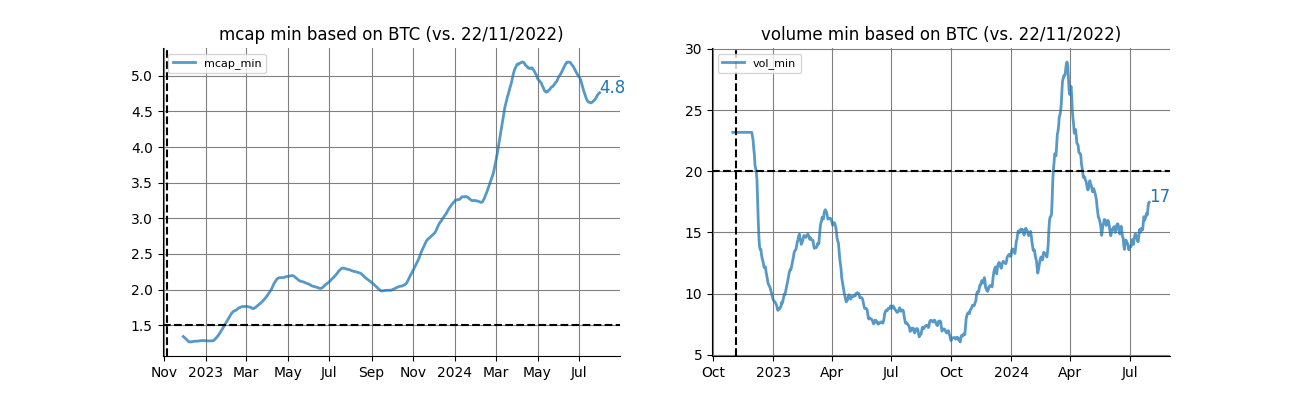 mcap min based on BTC (vs. 22/11/2022)
mcap_min
5.0
4.5
4.0
3.5
3.0
2.5
2.0
1.5
4.8
Nov 2023 Mar May Jul Sep Nov 2024 Mar May Jul
volume min based on BTC (vs. 22/11/2022)
vol_min
30
25
20
15
10
5
17
Oct 2023 Apr Jul Oct 2024 Apr Jul